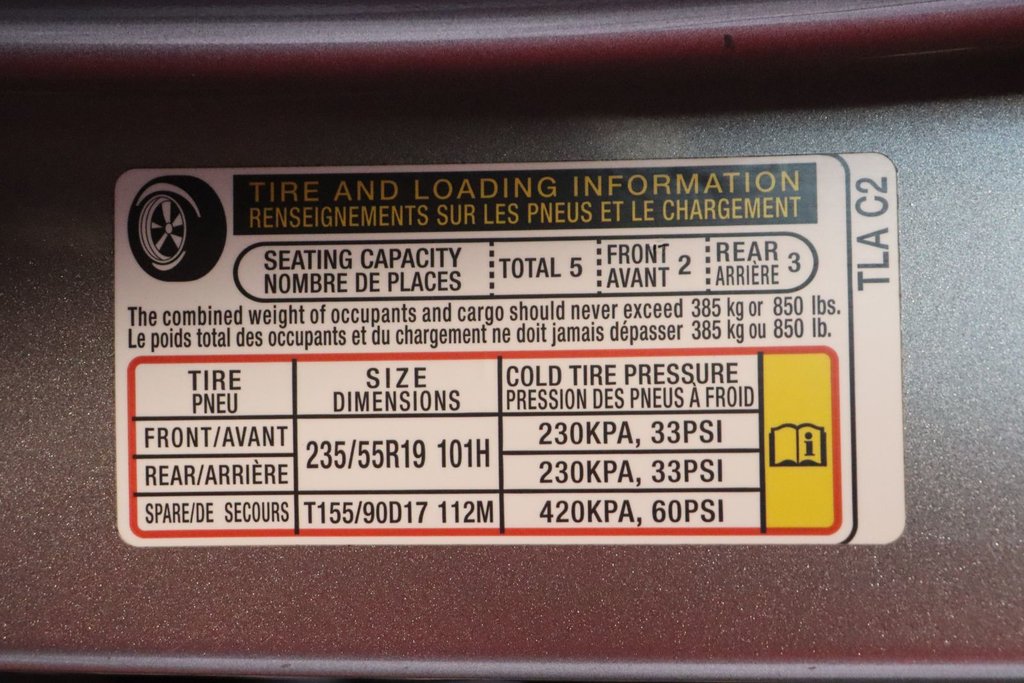 TIRE AND LOADING INFORMATION
RENSEIGNEMENTS SUR LES PNEUS ET LE CHARGEMENT
SEATING CAPACITY
NOMBRE DE PLACES
TOTAL 5
FRONT
AVANT
2
REAR
ARRIÈRE
3
The combined weight of occupants and cargo should never exceed 385 kg or 850 lbs.
Le poids total des occupants et du chargement ne doit jamais dépasser 385 kg ou 850 lb.
TIRE
PNEU
SIZE
DIMENSIONS
COLD TIRE PRESSURE
PRESSION DES PNEUS À FROID
FRONT/AVANT
235/55R19 101H
230KPA, 33PSI
REAR/ARRIÈRE
230KPA, 33PSI
SPARE/DE SECOURS
T155/90D17 112M
420KPA, 60PSI
i
TLA C2